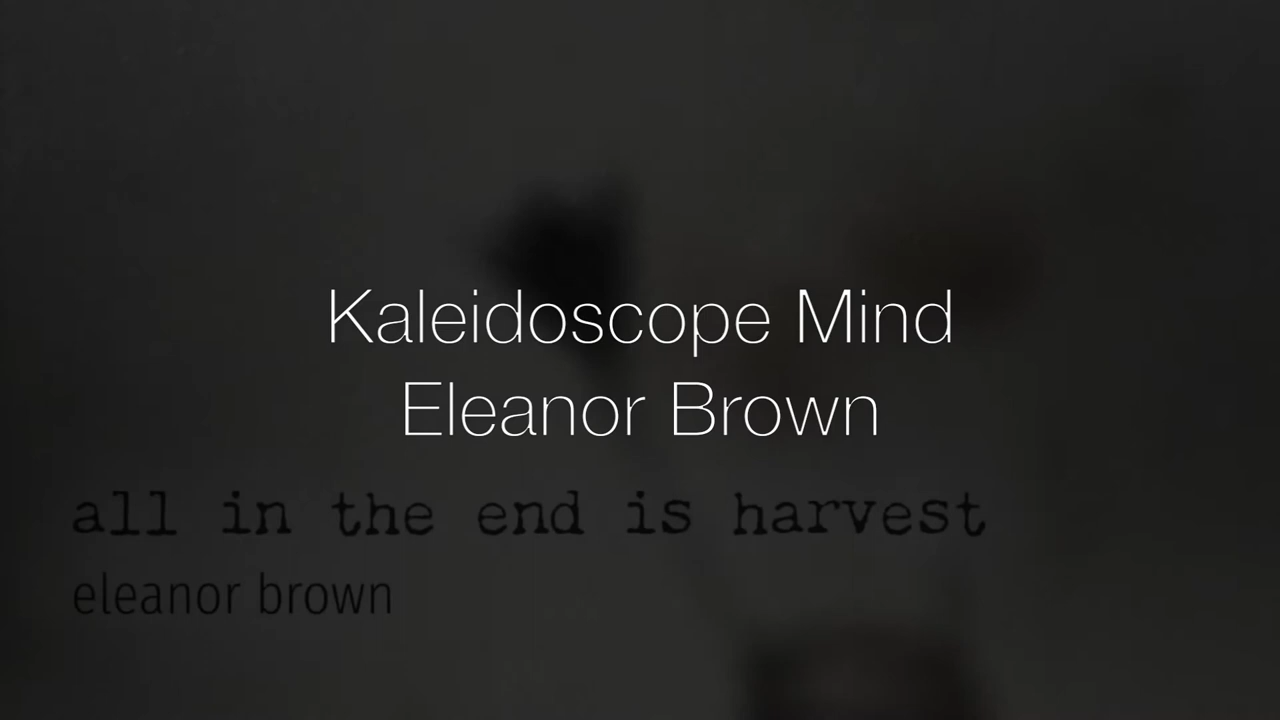 Kaleidoscope Mind
Eleanor Brown
all in the end is harvest
eleanor brown